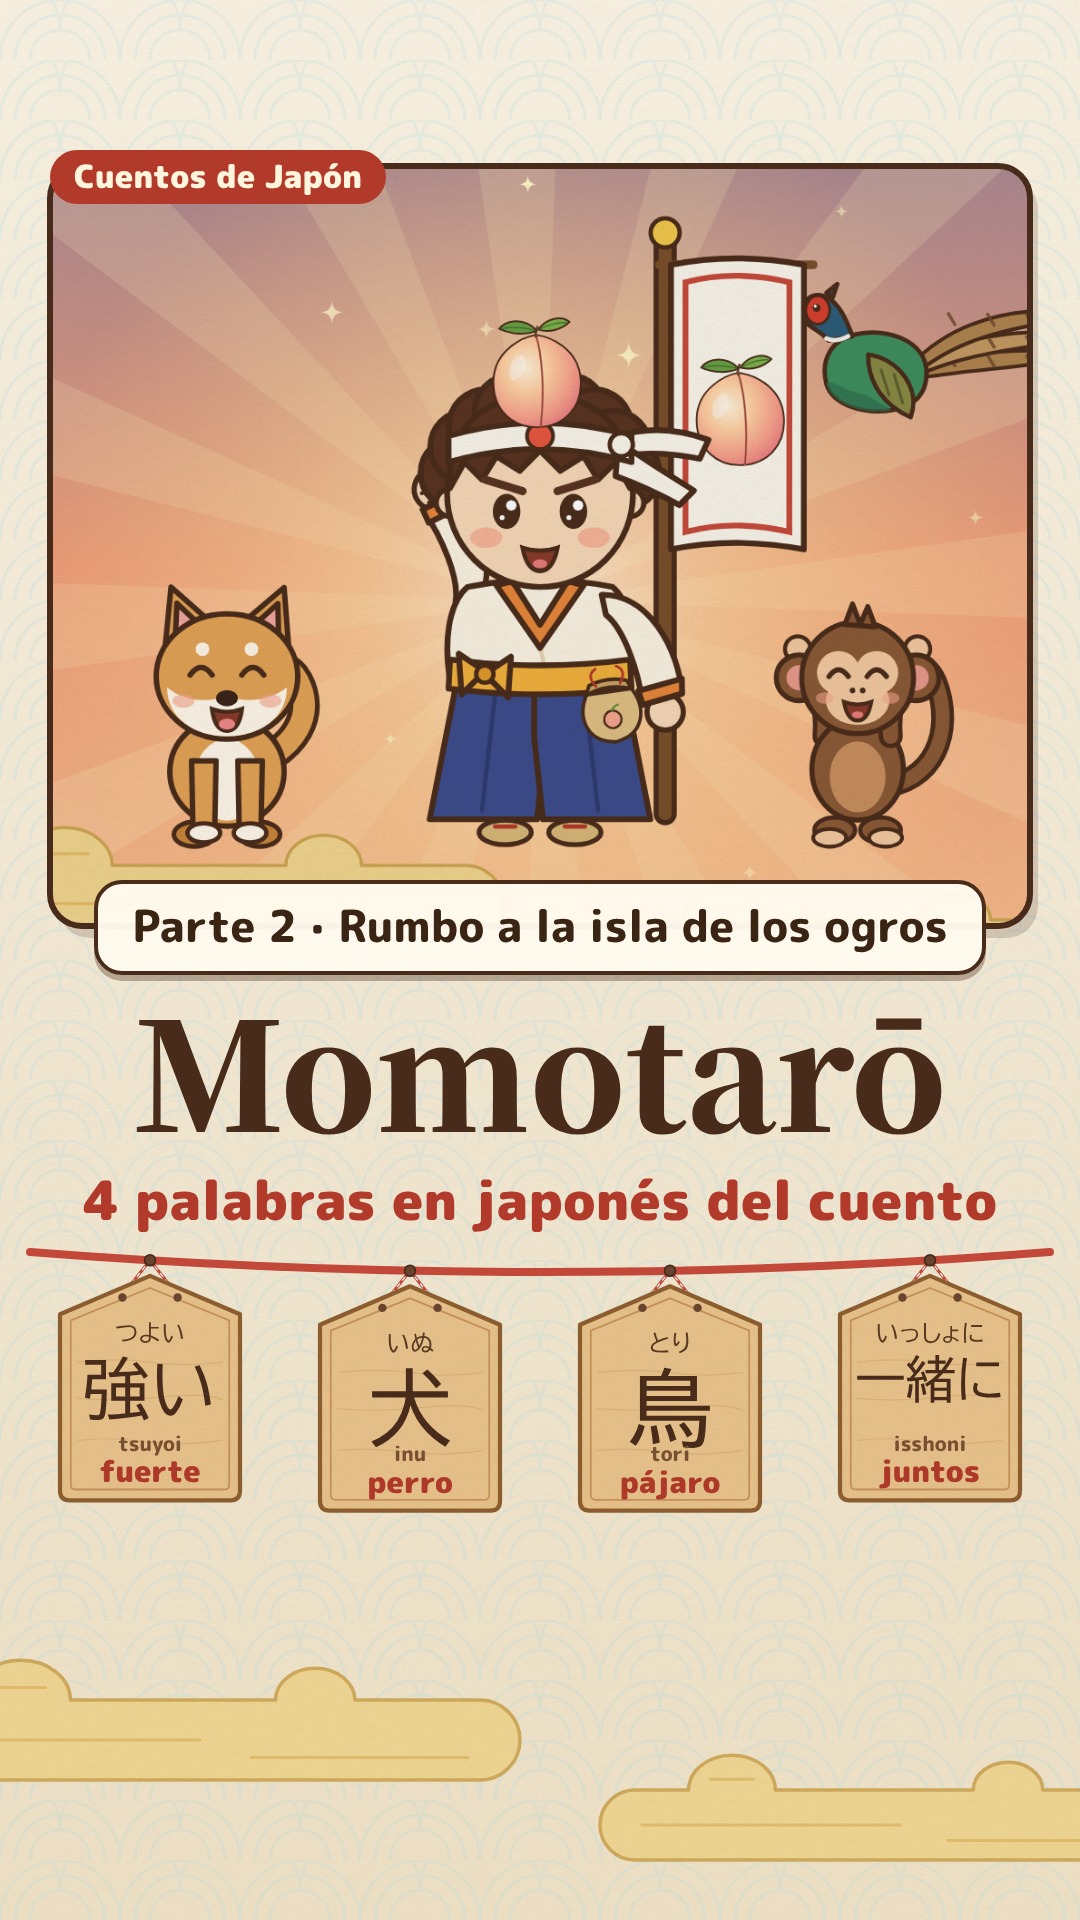 Cuentos de Japón
Parte 2 · Rumbo a la isla de los ogros
Momotarō
4 palabras en japonés del cuento
つよい
強い
tsuyoi
fuerte
いぬ
犬
inu
perro
とり
鳥
tori
pájaro
いっしょに
一緒に
isshoni
juntos